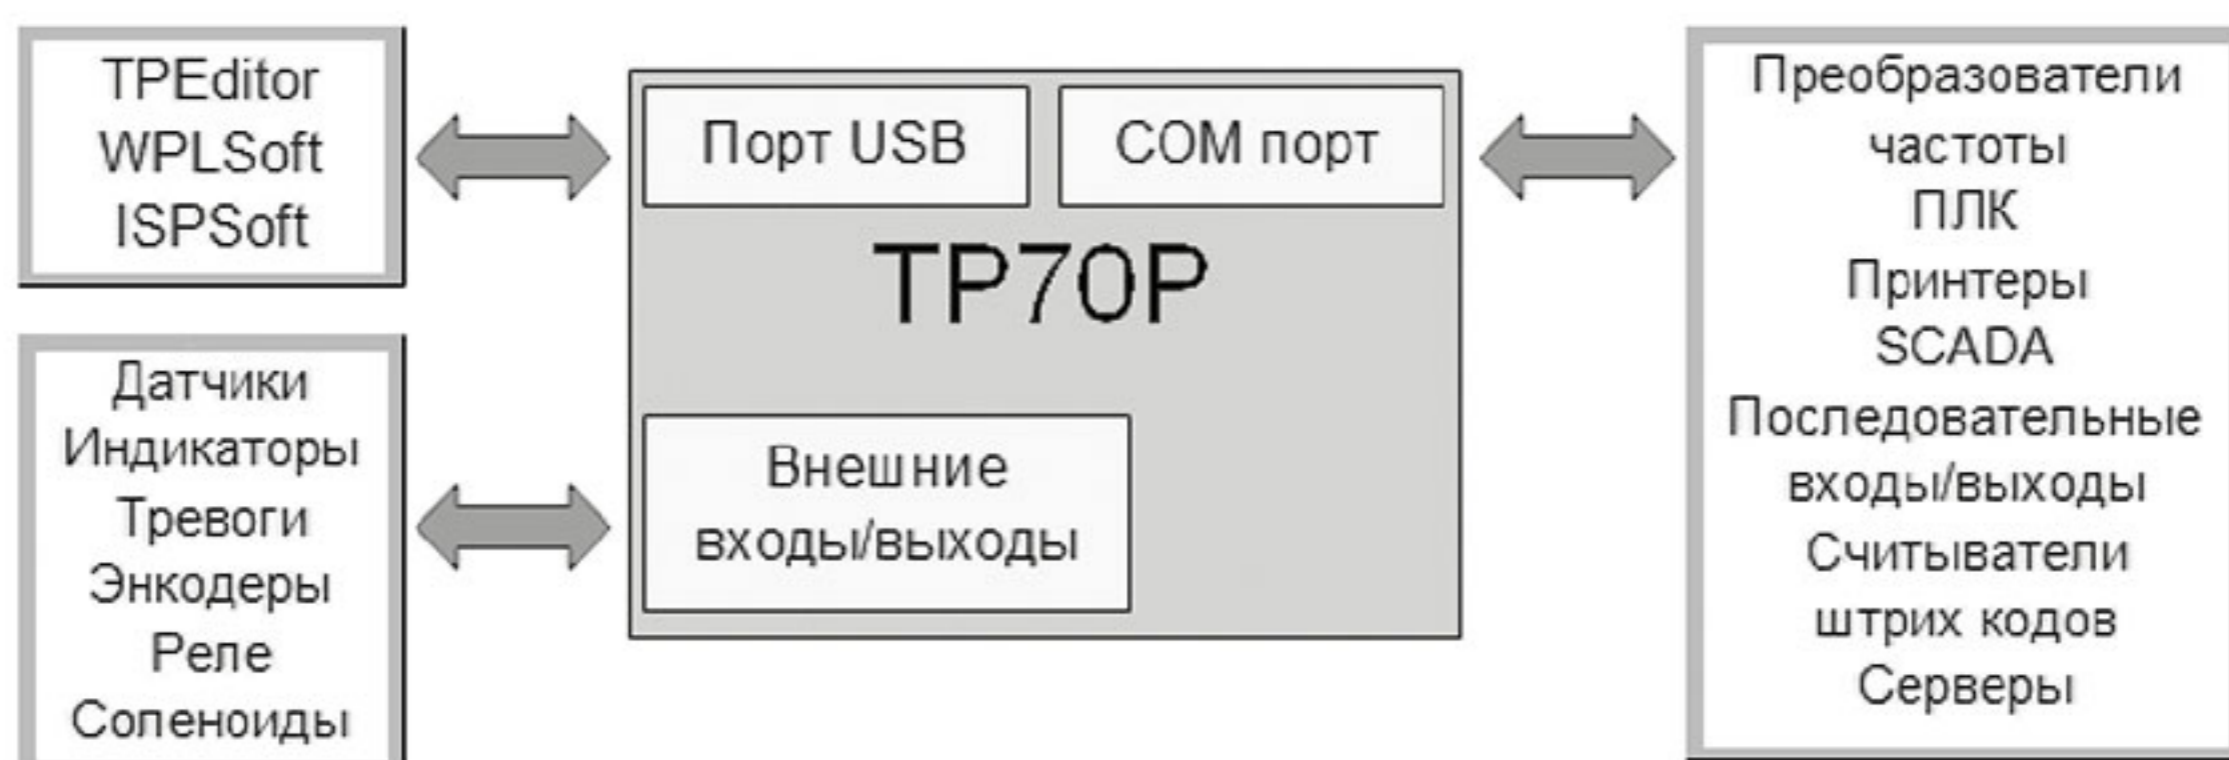 TPEditor
WPLSoft
ISPSoft
Датчики
Индикаторы
Тревоги
Энкодеры
Реле
Соленоиды
Порт USB
COM порт
TP70P
Внешние
входы/выходы
Преобразователи
частоты
ПЛК
Принтеры
SCADA
Последовательные
входы/выходы
Считыватели
штрих кодов
Серверы